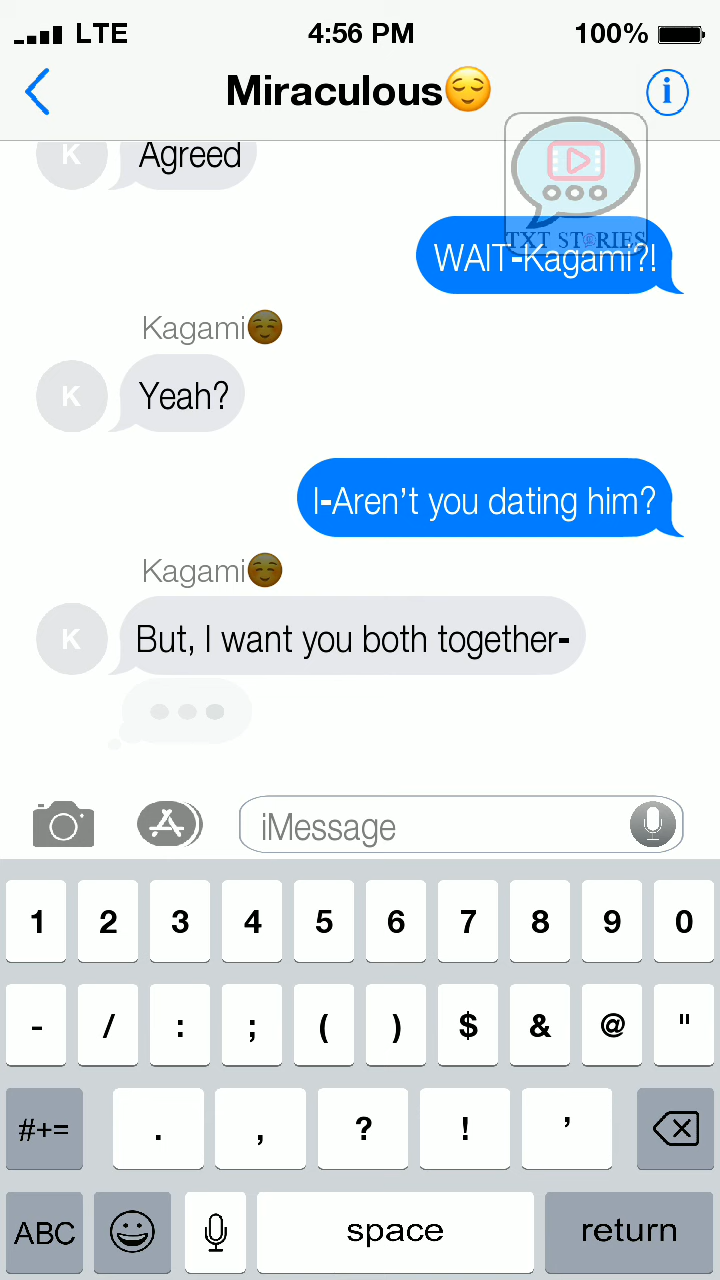 LTE 4:56 PM 100%
Miraculous😌
K Agreed
TXT STORIES
WAIT-Kagami?!
Kagami☺🏾
K Yeah?
I-Aren't you dating him?
Kagami☺🏾
K But, I want you both together-
iMessage
1 2 3 4 5 6 7 8 9 0
- / : ; ( ) $ & @ "
#+= . , ? ! '
ABC space return